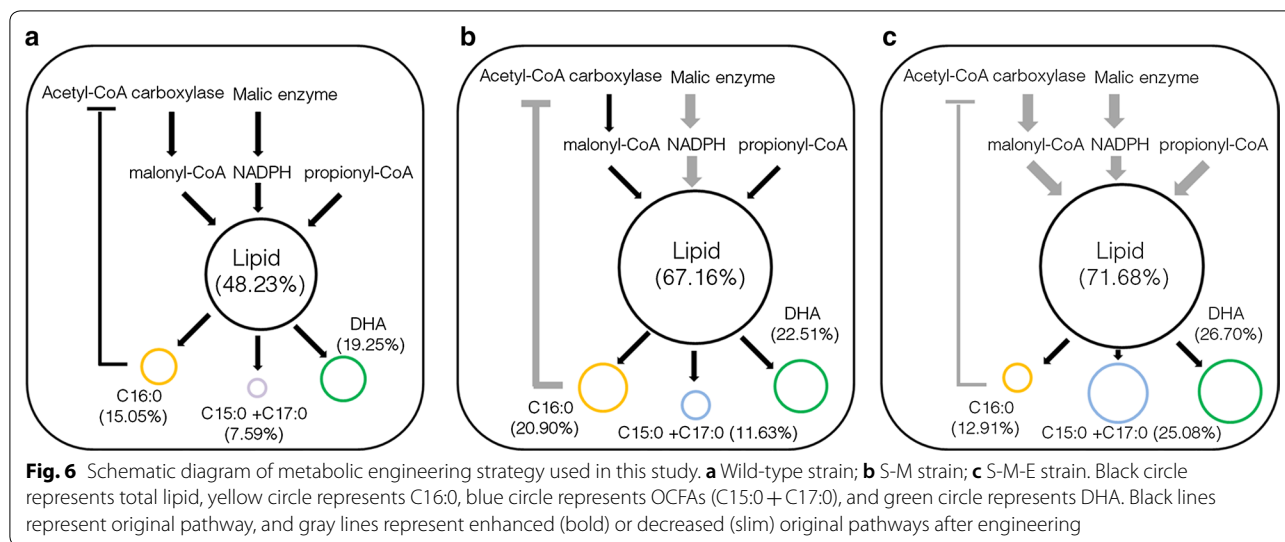 a
Acetyl-CoA carboxylase Malic enzyme
malonyl-CoA NADPH propionyl-CoA
Lipid
(48.23%)
DHA
(19.25%)
C16:0
(15.05%)
C15:0 +C17:0
(7.59%)
b
Acetyl-CoA carboxylase Malic enzyme
malonyl-CoA NADPH propionyl-CoA
Lipid
(67.16%)
DHA
(22.51%)
C16:0
(20.90%)
C15:0 +C17:0 (11.63%)
c
Acetyl-CoA carboxylase Malic enzyme
malonyl-CoA NADPH propionyl-CoA
Lipid
(71.68%)
DHA
(26.70%)
C16:0
(12.91%)
C15:0 +C17:0 (25.08%)
Fig. 6 Schematic diagram of metabolic engineering strategy used in this study. a Wild-type strain; b S-M strain; c S-M-E strain. Black circle
represents total lipid, yellow circle represents C16:0, blue circle represents OCFAs (C15:0 + C17:0), and green circle represents DHA. Black lines
represent original pathway, and gray lines represent enhanced (bold) or decreased (slim) original pathways after engineering